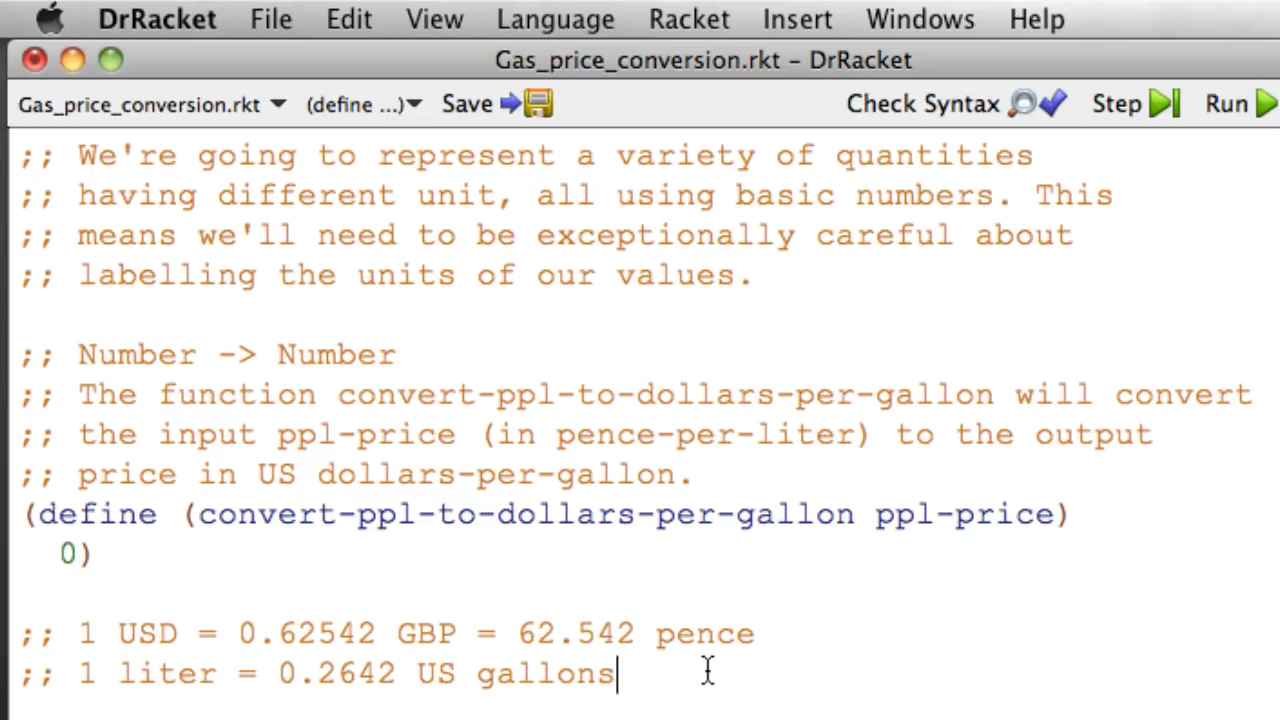 DrRacket File Edit View Language Racket Insert Windows Help
Gas_price_conversion.rkt – DrRacket
Gas_price_conversion.rkt (define ...) Save Check Syntax Step Run
;; We're going to represent a variety of quantities
;; having different unit, all using basic numbers. This
;; means we'll need to be exceptionally careful about
;; labelling the units of our values.
;; Number -> Number
;; The function convert-ppl-to-dollars-per-gallon will convert
;; the input ppl-price (in pence-per-liter) to the output
;; price in US dollars-per-gallon.
(define (convert-ppl-to-dollars-per-gallon ppl-price)
0)
;; 1 USD = 0.62542 GBP = 62.542 pence
;; 1 liter = 0.2642 US gallons